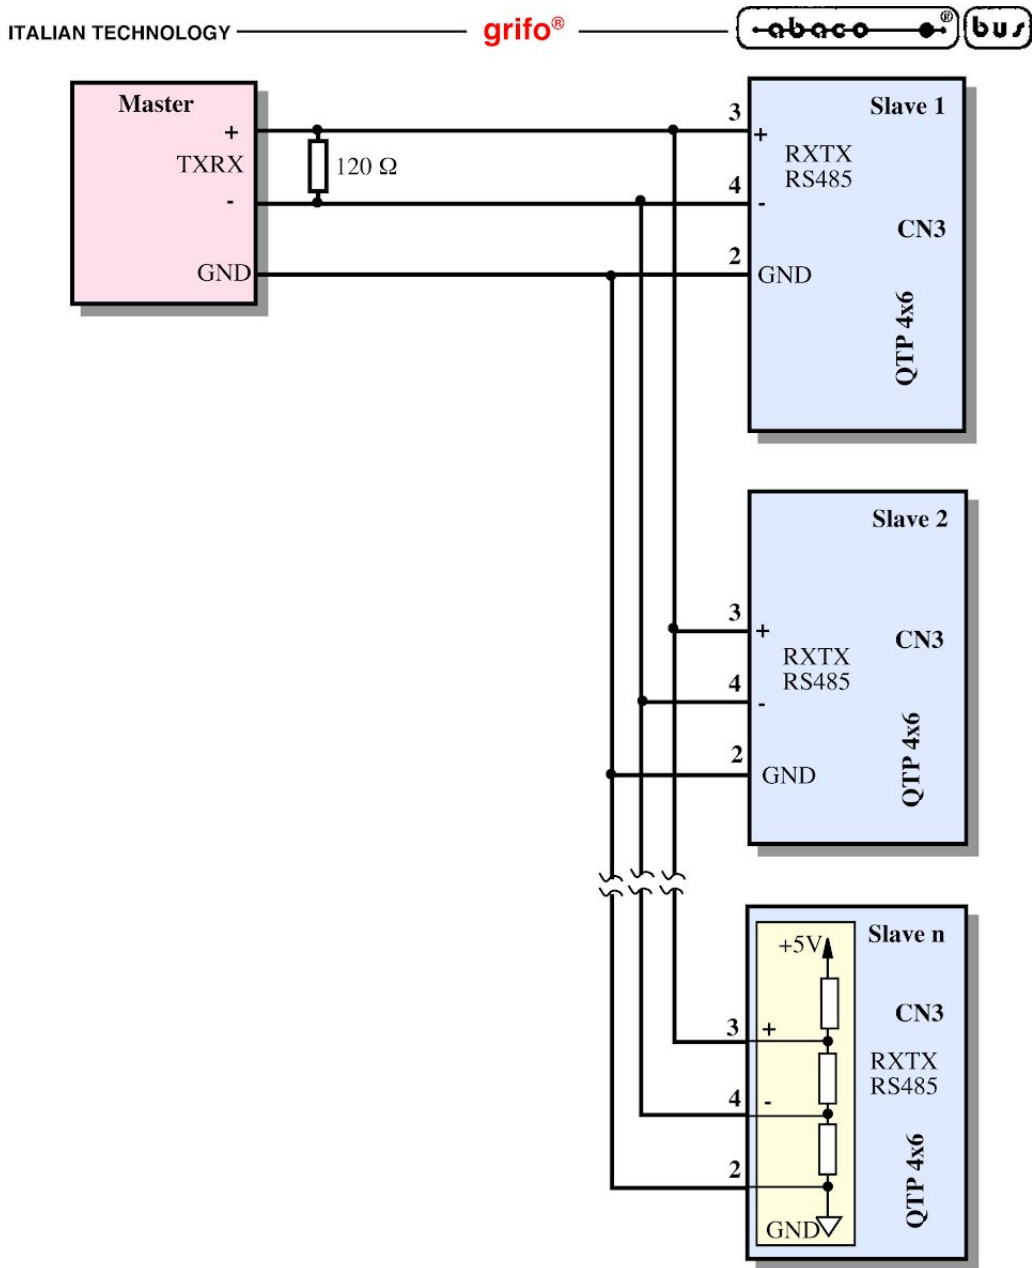 ITALIAN TECHNOLOGY
grifo®
abaco®
bus
Master
+
TXRX
-
GND
120 Ω
Slave 1
3
+
RXTX
RS485
4
-
CN3
2
GND
QTP 4x6
Slave 2
3
+
RXTX
RS485
4
-
CN3
2
GND
QTP 4x6
Slave n
+5V
CN3
3
+
RXTX
RS485
4
-
2
GND
QTP 4x6